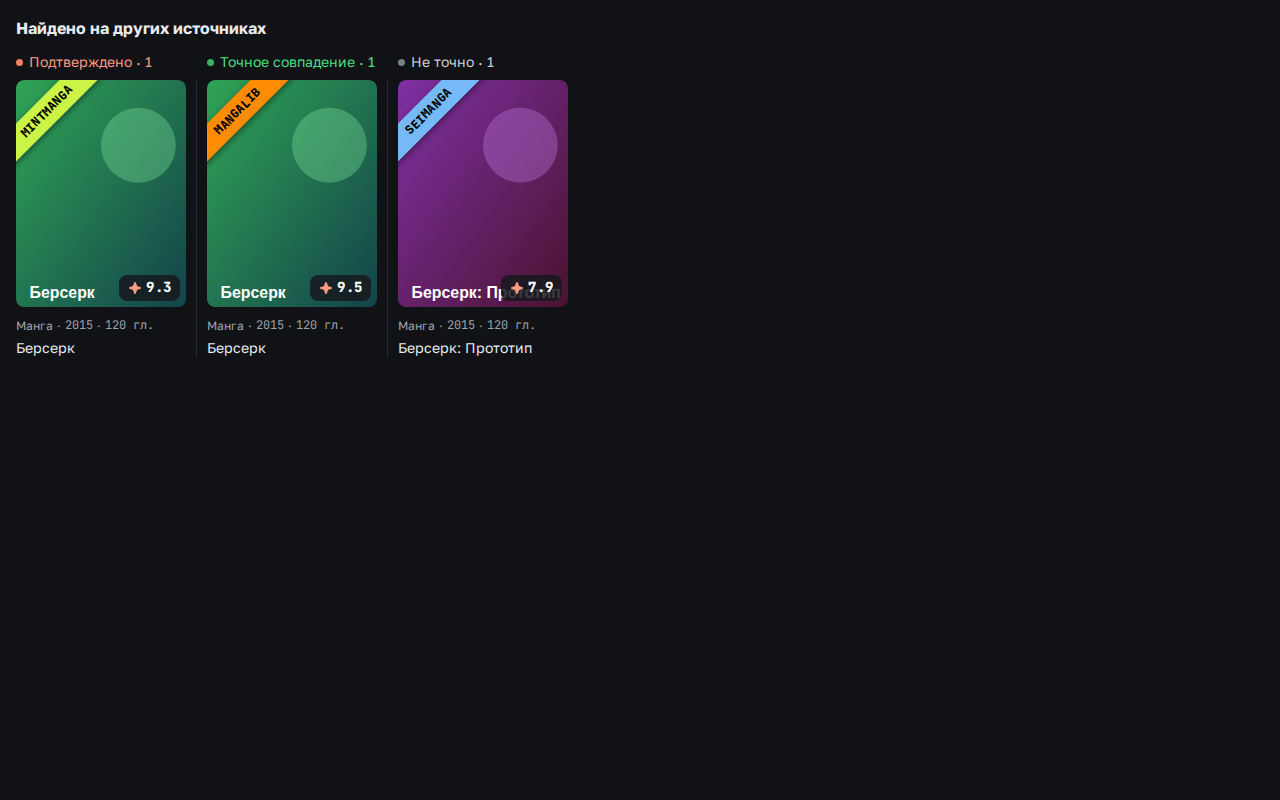 Найдено на других источниках
Подтверждено · 1
Точное совпадение · 1
Не точно · 1
MINTMANGA
MANGALIB
SEIMANGA
Берсерк
9.3
Берсерк
9.5
Берсерк: Прототип
7.9
Манга · 2015 · 120 гл.
Манга · 2015 · 120 гл.
Манга · 2015 · 120 гл.
Берсерк
Берсерк
Берсерк: Прототип